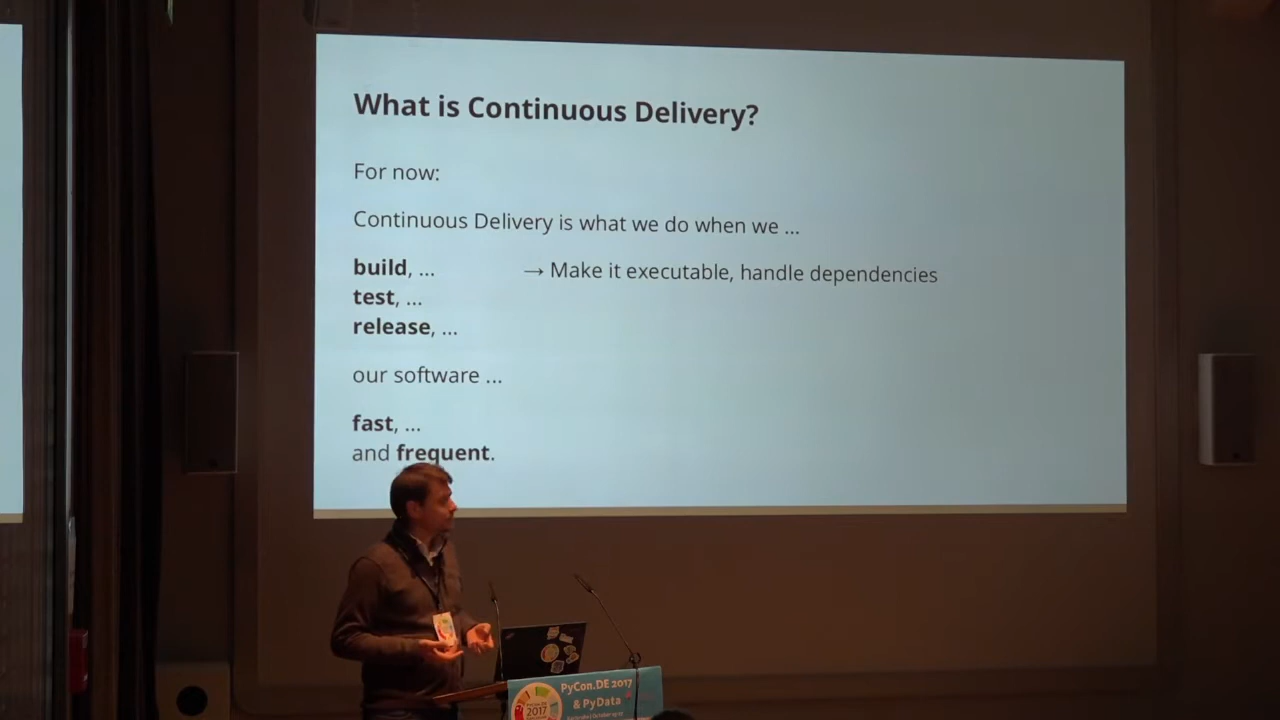 What is Continuous Delivery?
For now:
Continuous Delivery is what we do when we ...
build, ... → Make it executable, handle dependencies
test, ...
release, ...
our software ...
fast, ...
and frequent.
PyCon.DE 2017
& PyData
2017